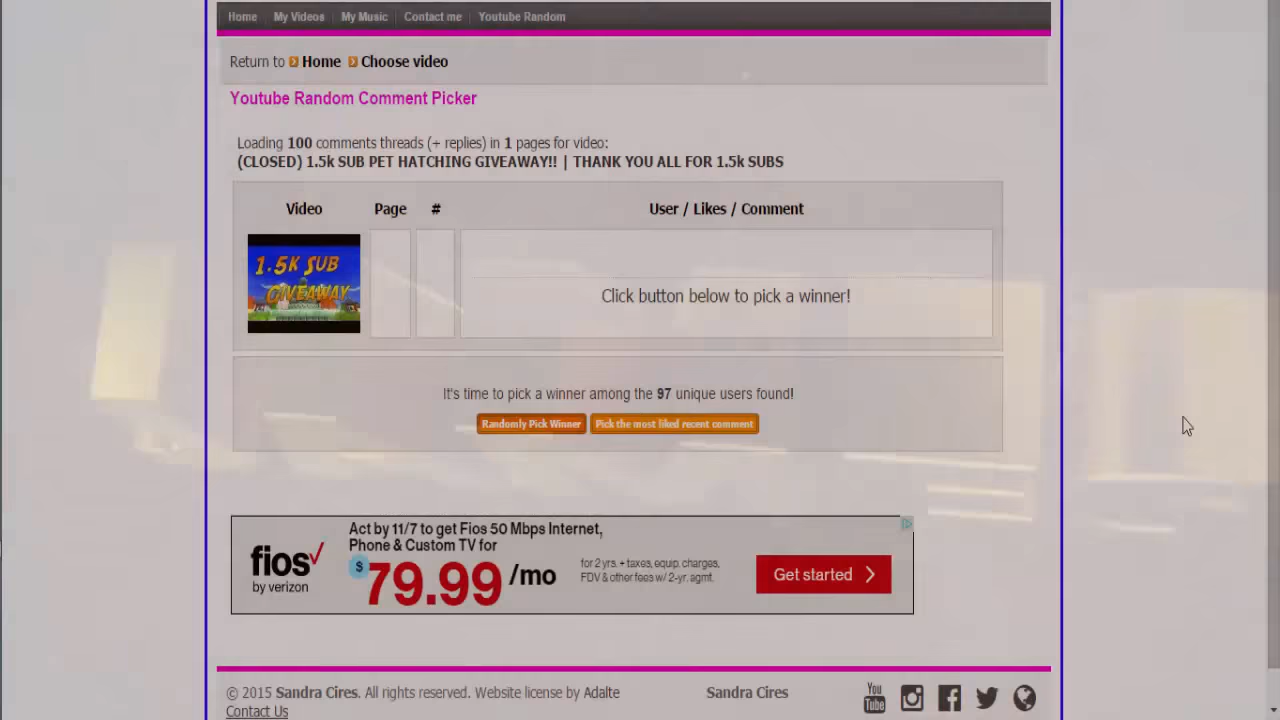 Home My Videos My Music Contact me Youtube Random
Return to Home Choose video
Youtube Random Comment Picker
Loading 100 comments threads (+ replies) in 1 pages for video:
(CLOSED) 1.5k SUB PET HATCHING GIVEAWAY!! | THANK YOU ALL FOR 1.5k SUBS
Video Page # User / Likes / Comment
1.5K SUB
GIVEAWAY
Click button below to pick a winner!
It's time to pick a winner among the 97 unique users found!
Randomly Pick Winner Pick the most liked recent comment
Act by 11/7 to get Fios 50 Mbps Internet,
Phone & Custom TV for
fios by verizon
$79.99/mo
for 2 yrs. + taxes, equip. charges,
FDV & other fees w/ 2-yr. agmt.
Get started
© 2015 Sandra Cires. All rights reserved. Website license by Adalte
Sandra Cires
You Tube
Contact Us